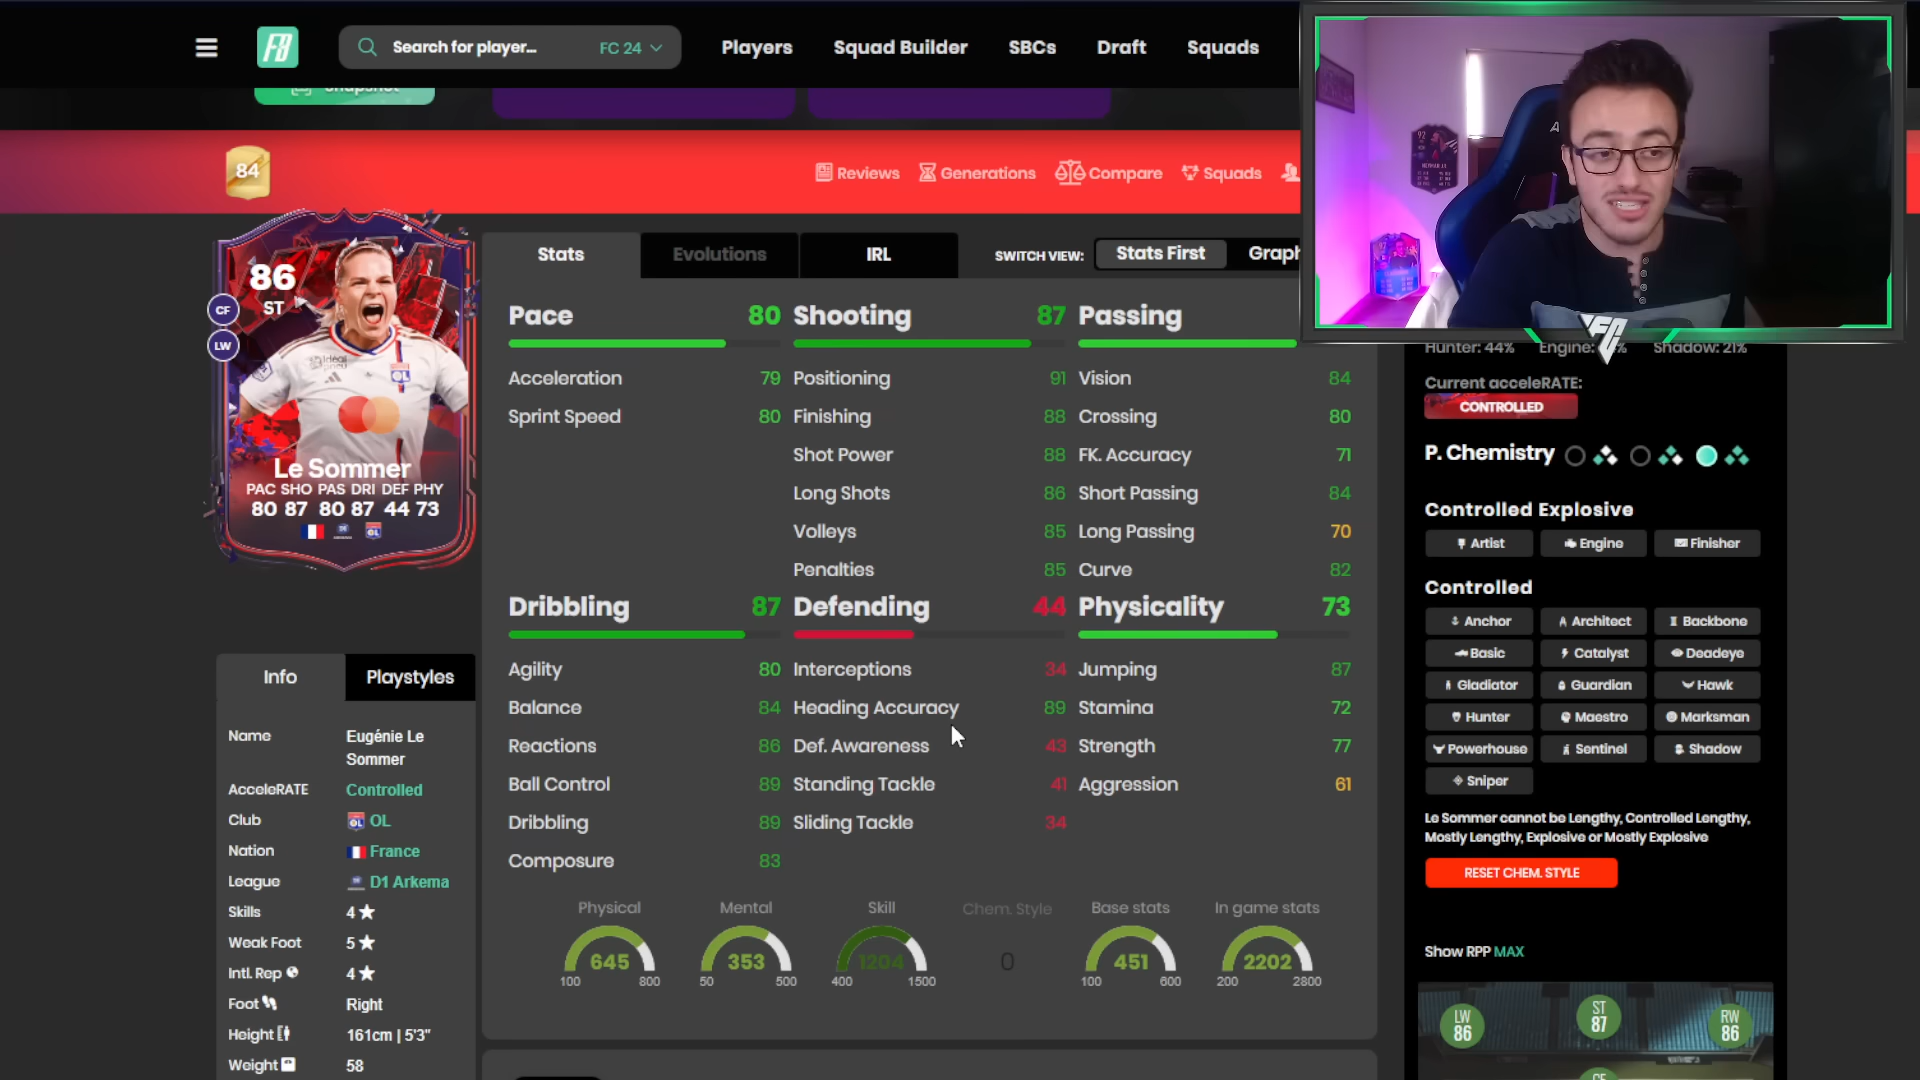 Search for player... FC 24
Players Squad Builder SBCs Draft Squads
Snapshot
84
Reviews Generations Compare Squads
Stats Evolutions IRL SWITCH VIEW: Stats First Graph
86
ST
CF
LW
Le Sommer
PAC SHO PAS DRI DEF PHY
80 87 80 87 44 73
Pace 80
Acceleration 79
Sprint Speed 80
Shooting 87
Positioning 91
Finishing 88
Shot Power 88
Long Shots 86
Volleys 85
Penalties 85
Passing
Vision 84
Crossing 80
FK. Accuracy 71
Short Passing 84
Long Passing 70
Curve 82
Dribbling 87
Agility 80
Balance 84
Reactions 86
Ball Control 89
Dribbling 89
Composure 83
Defending 44
Interceptions 34
Heading Accuracy 89
Def. Awareness 43
Standing Tackle 41
Sliding Tackle 34
Physicality 73
Jumping 87
Stamina 72
Strength 77
Aggression 61
Physical Mental Skill Chem. Style Base stats In game stats
645 353 1204 0 451 2202
100 800 50 500 400 1500 100 600 200 2800
Info Playstyles
Name Eugénie Le
Sommer
AcceleRATE Controlled
Club OL
Nation France
League D1 Arkema
Skills 4
Weak Foot 5
Intl. Rep 4
Foot Right
Height 161cm | 5'3"
Weight 58
Hunter: 44% Engine: Shadow: 21%
Current acceleRATE:
CONTROLLED
P. Chemistry
Controlled Explosive
Artist Engine Finisher
Controlled
Anchor Architect Backbone
Basic Catalyst Deadeye
Gladiator Guardian Hawk
Hunter Maestro Marksman
Powerhouse Sentinel Shadow
Sniper
Le Sommer cannot be Lengthy, Controlled Lengthy,
Mostly Lengthy, Explosive or Mostly Explosive
RESET CHEM. STYLE
Show RPP MAX
LW
86
ST
87
RW
86